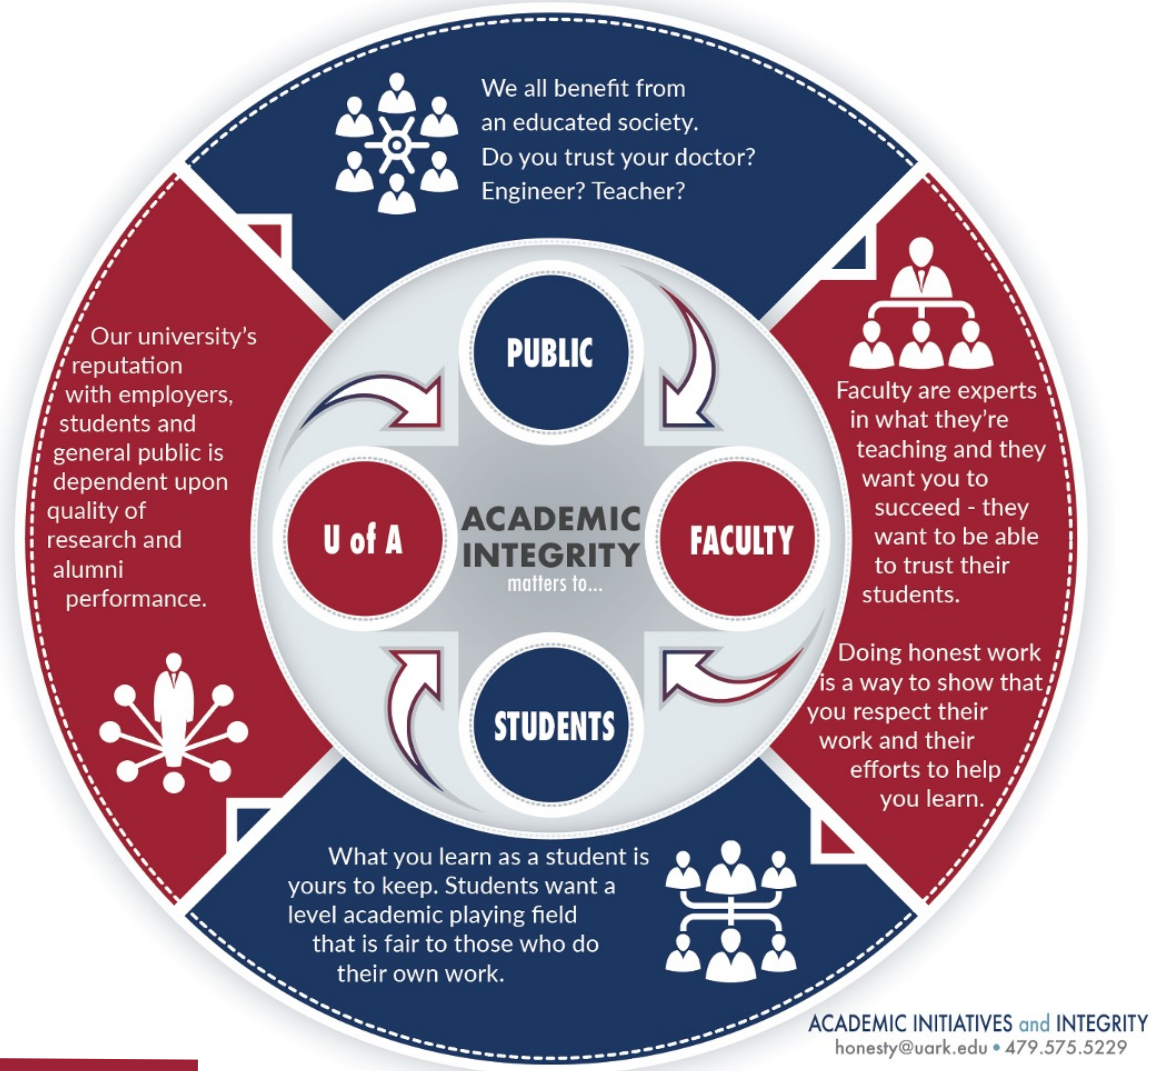 We all benefit from
an educated society.
Do you trust your doctor?
Engineer? Teacher?
PUBLIC
Our university's
reputation
with employers,
students and
general public is
dependent upon
quality of
research and
alumni
performance.
U of A
ACADEMIC
INTEGRITY
matters to...
FACULTY
Faculty are experts
in what they're
teaching and they
want you to
succeed - they
want to be able
to trust their
students.
Doing honest work
is a way to show that
you respect their
work and their
efforts to help
you learn.
STUDENTS
What you learn as a student is
yours to keep. Students want a
level academic playing field
that is fair to those who do
their own work.
ACADEMIC INITIATIVES and INTEGRITY
honesty@uark.edu • 479.575.5229